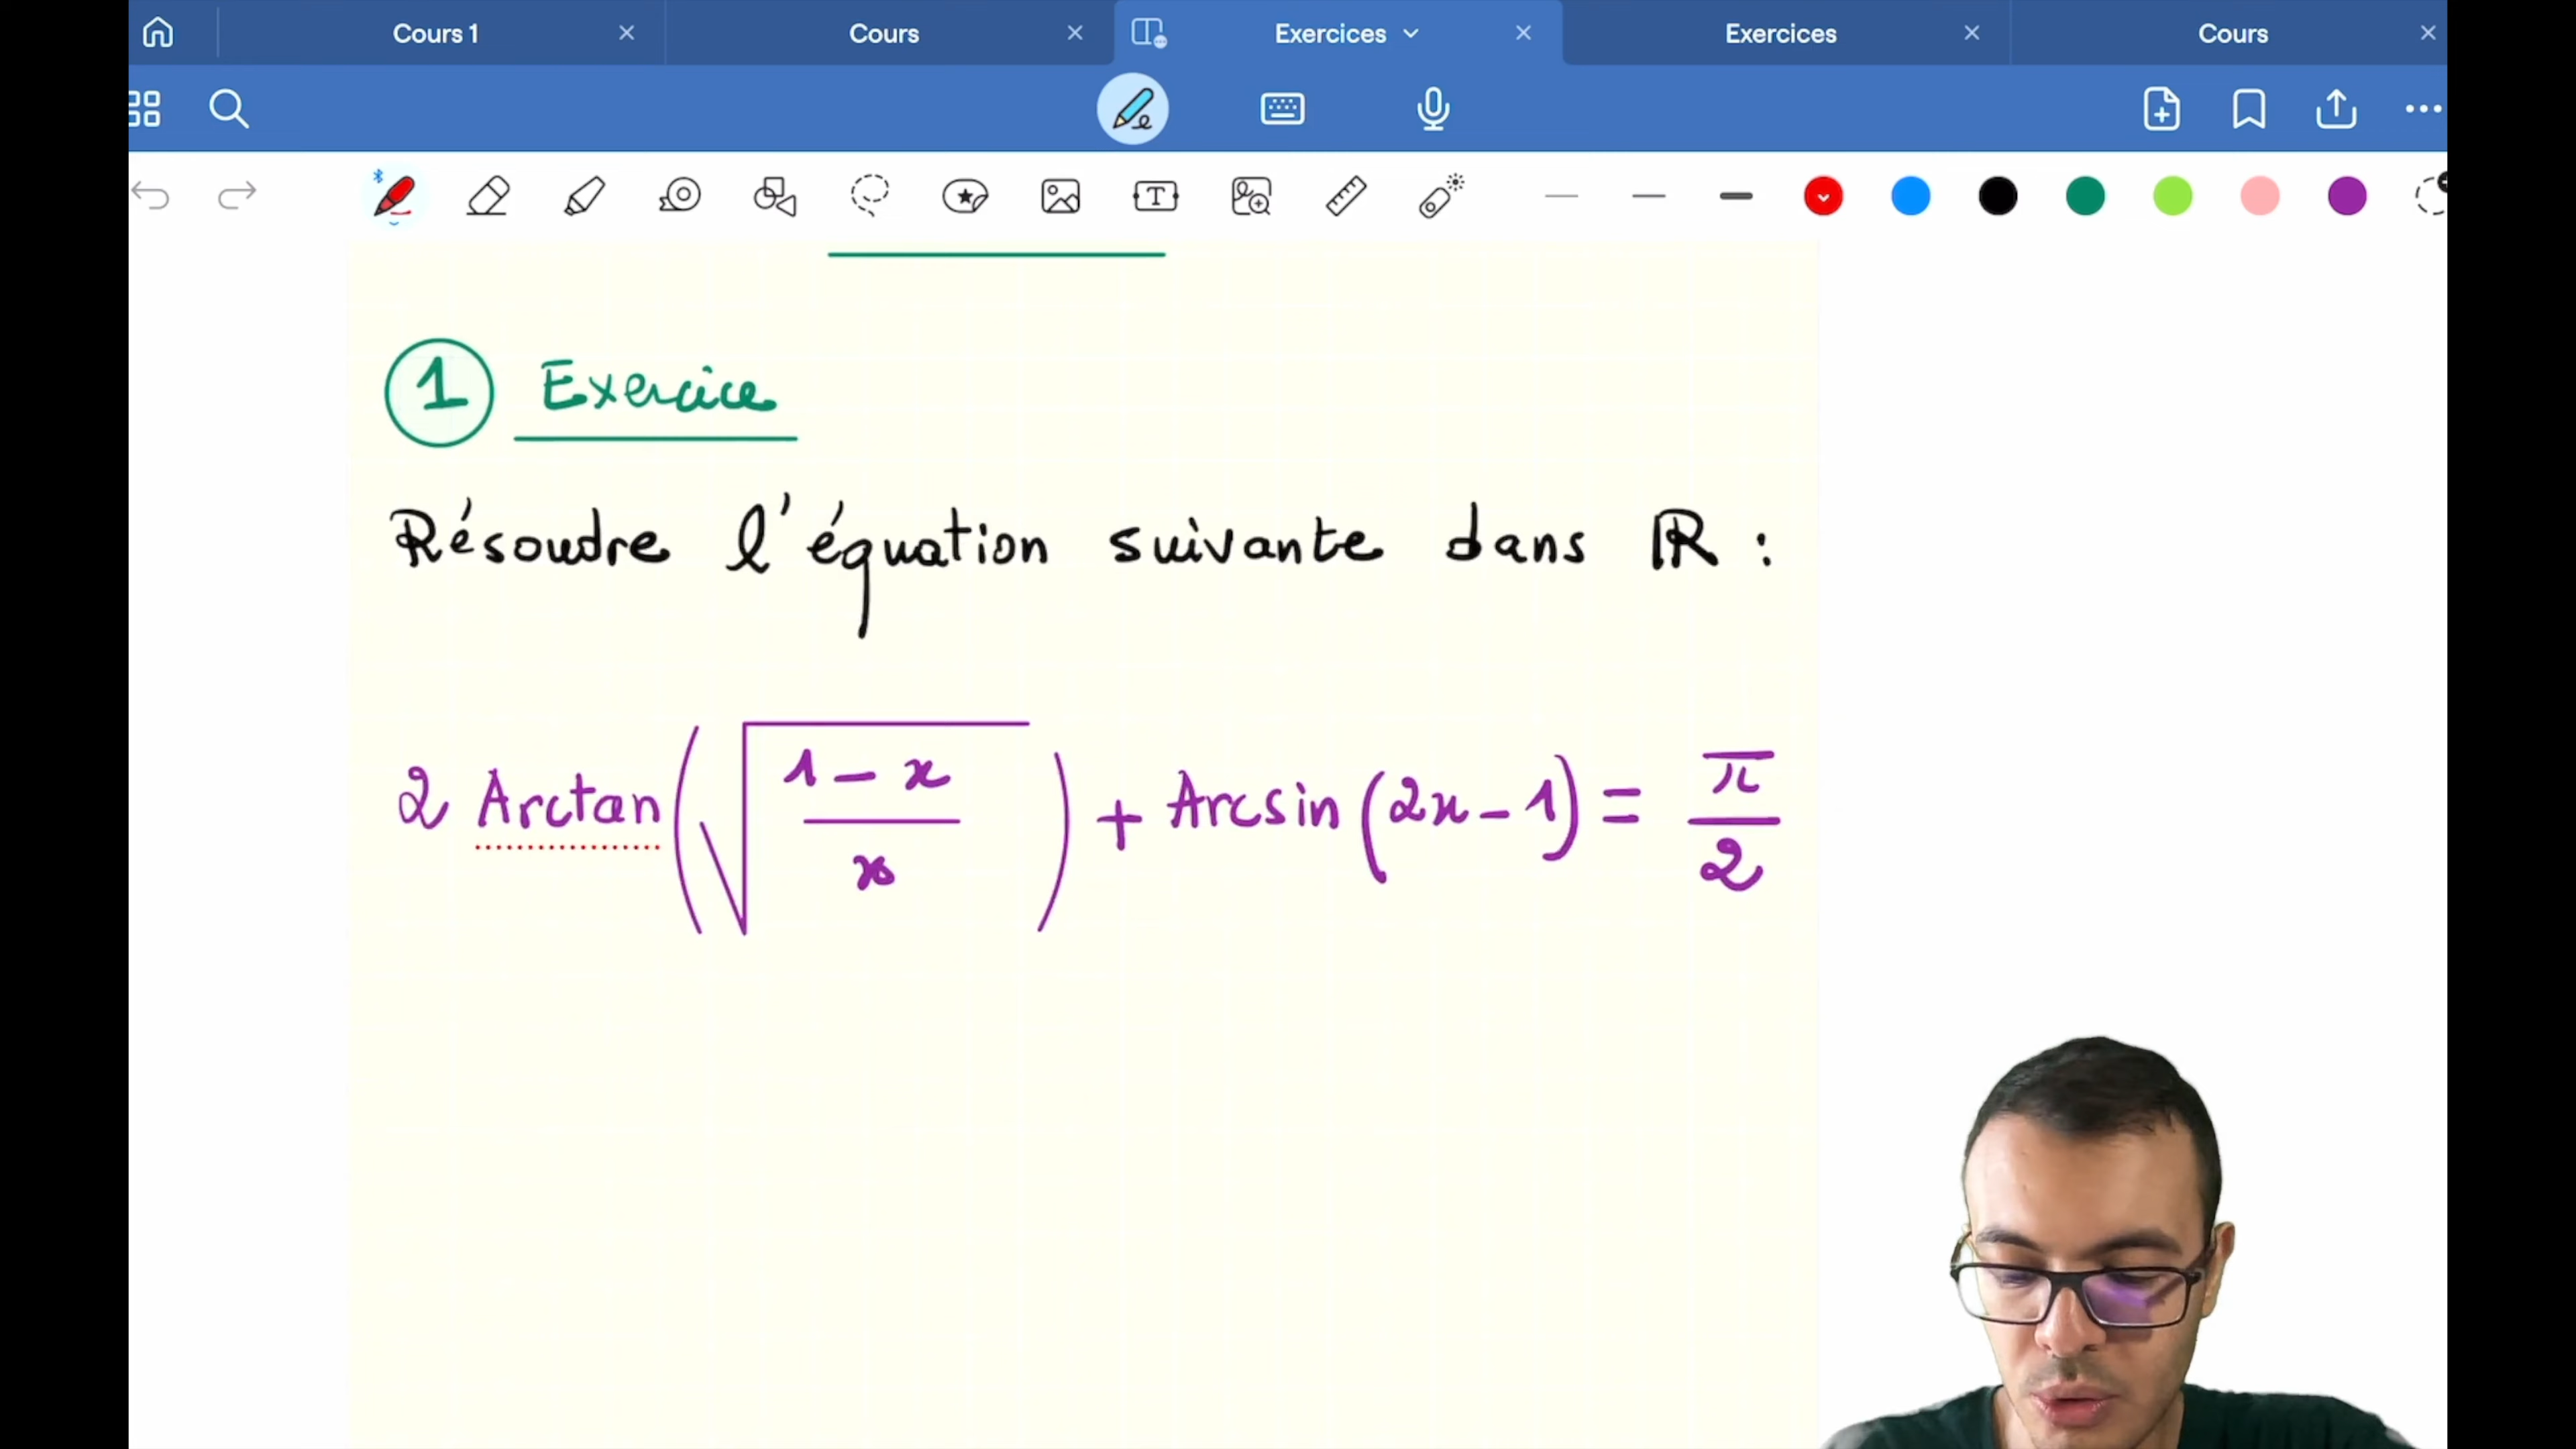 Cours 1
Cours
Exercices
Exercices
Cours
1 Exercice
Résoudre l'équation suivante dans ℝ :
2 Arctan(√((1 - x)/x)) + Arcsin(2x - 1) = π/2